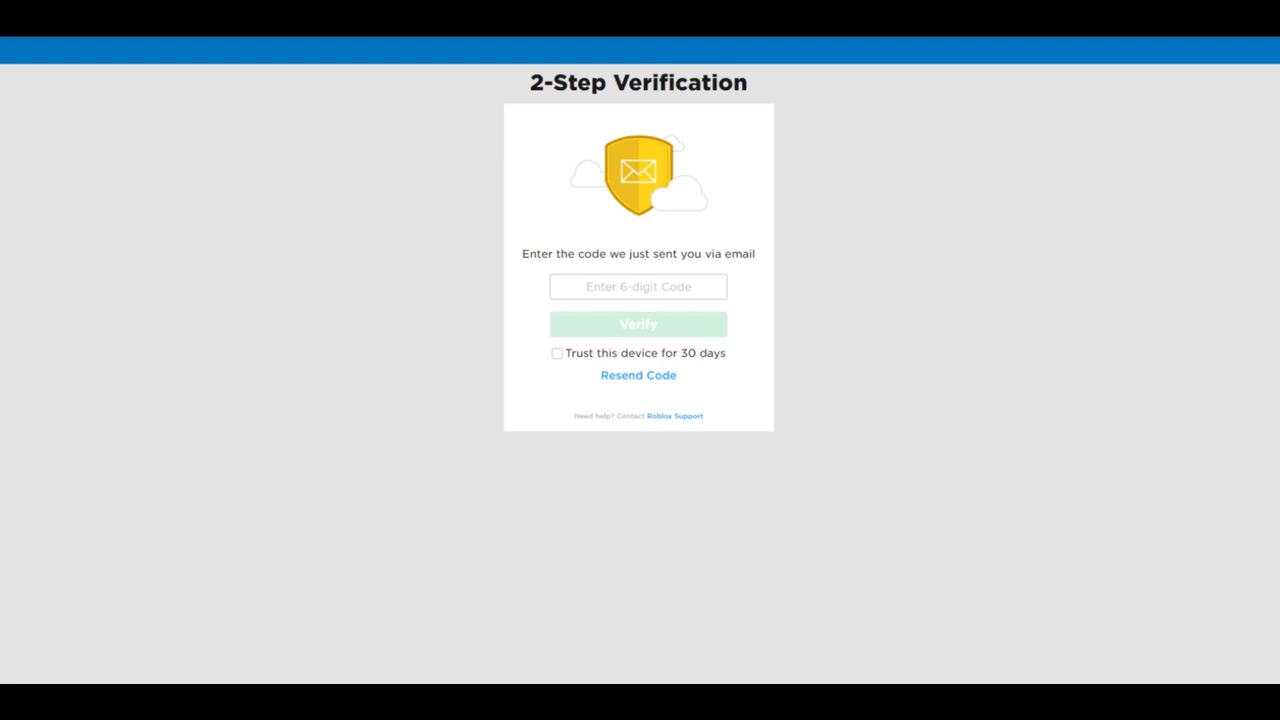 2-Step Verification
Enter the code we just sent you via email
Enter 6-digit Code
Verify
Trust this device for 30 days
Resend Code
Need help? Contact Roblox Support